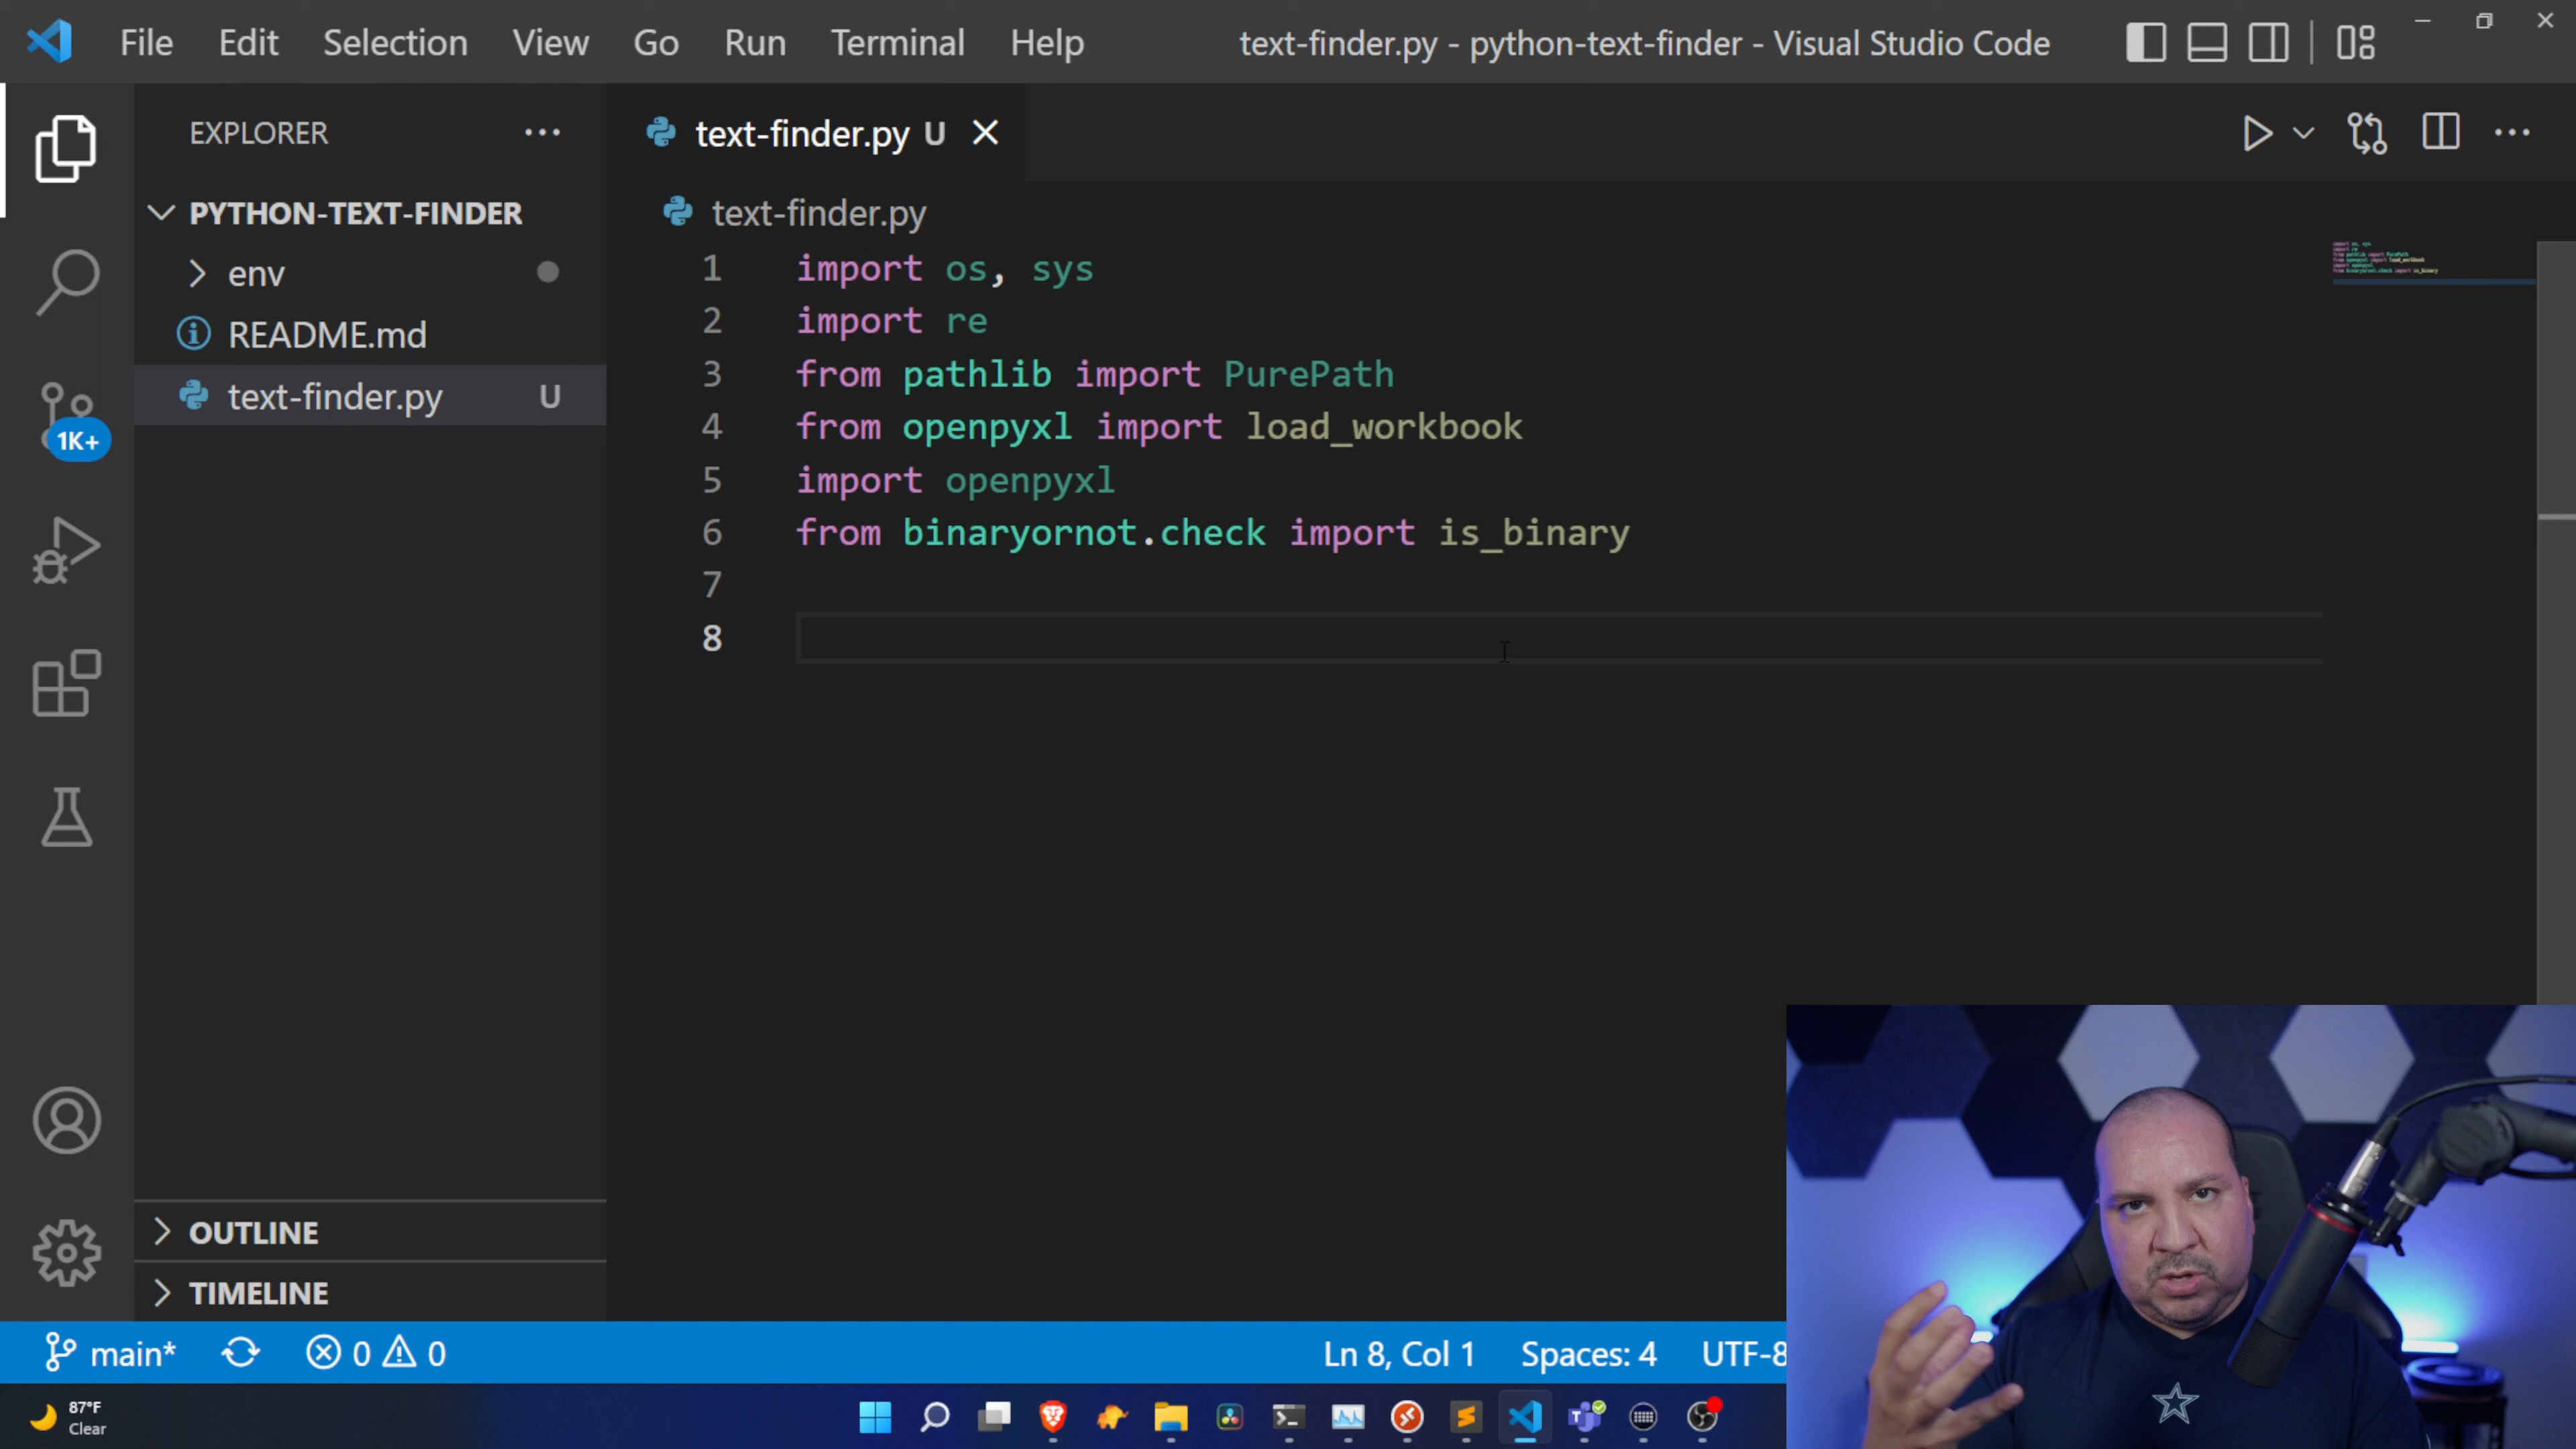 File Edit Selection View Go Run Terminal Help
text-finder.py - python-text-finder - Visual Studio Code
EXPLORER
PYTHON-TEXT-FINDER
env
README.md
text-finder.py U
1K+
OUTLINE
TIMELINE
text-finder.py U
text-finder.py
1 import os, sys
2 import re
3 from pathlib import PurePath
4 from openpyxl import load_workbook
5 import openpyxl
6 from binaryornot.check import is_binary
7
8
main* 0 0
Ln 8, Col 1 Spaces: 4 UTF-8
87°F
Clear